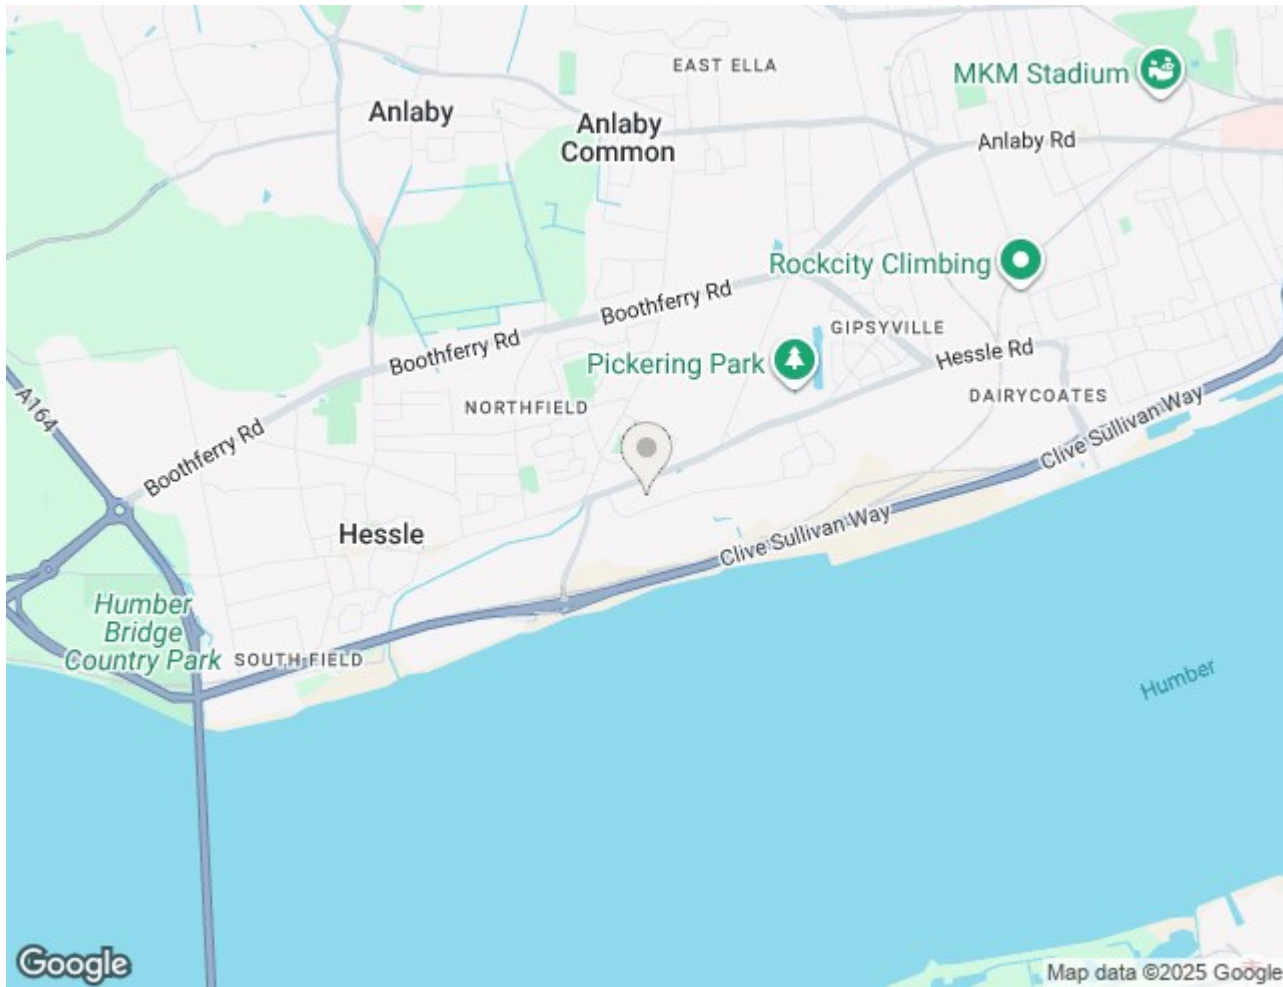 EAST ELLA
MKM Stadium
Anlaby
Anlaby
Common
Anlaby Rd
Rockcity Climbing
Boothferry Rd
GIPSYVILLE
Boothferry Rd
Hessle Rd
Pickering Park
A164
NORTHFIELD
DAIRYCOATES
Clive Sullivan Way
Boothferry Rd
Hessle
Clive Sullivan Way
Humber
Bridge
Country Park
SOUTH FIELD
Humber
Google
Map data ©2025 Google